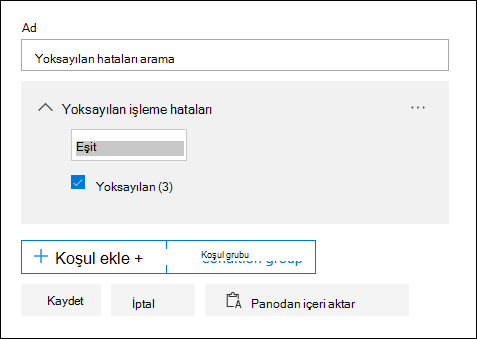 Ad
Yoksayılan hataları arama
Yoksayılan işleme hataları
Eşit
Yoksayılan (3)
Koşul ekle +
Koşul grubu
Condition group
Kaydet
İptal
Panodan içeri aktar